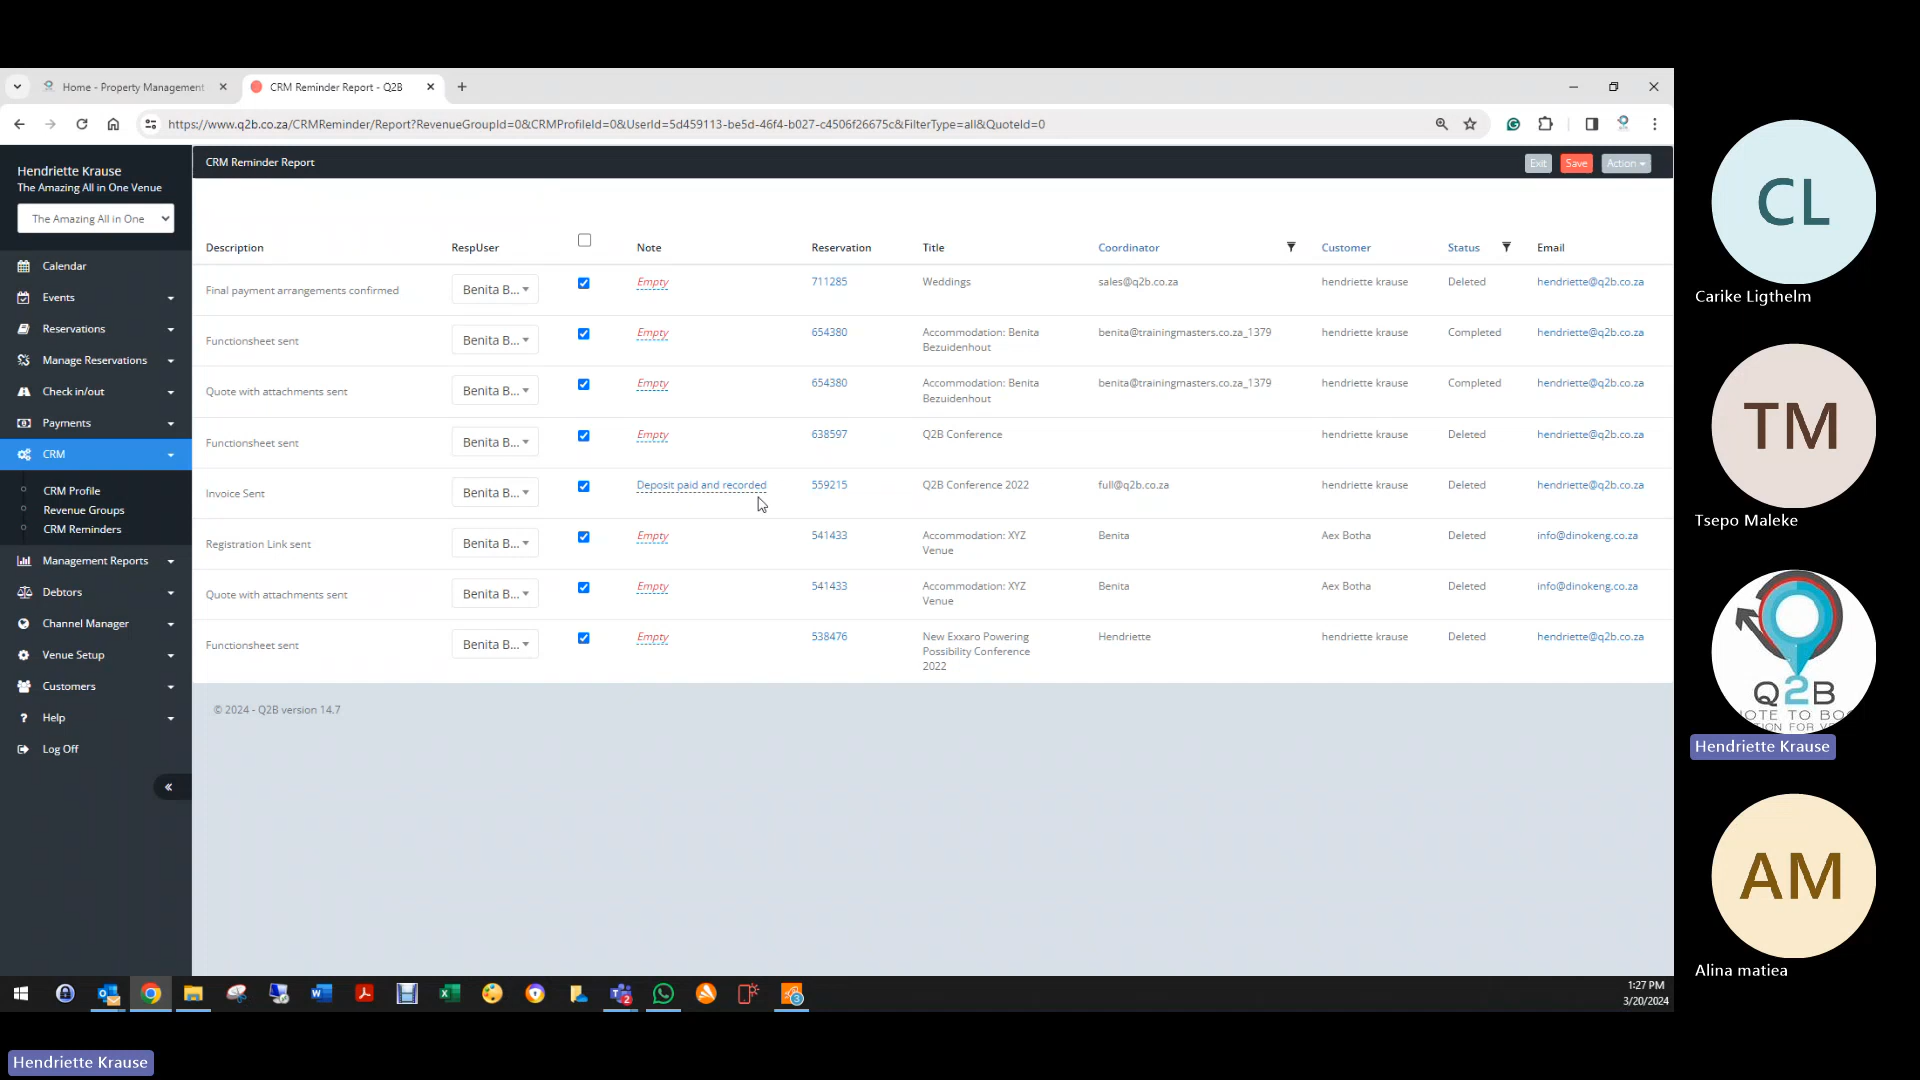 Home - Property Management
CRM Reminder Report - Q2B
https://www.q2b.co.za/CRMReminder/Report?RevenueGroupId=0&CRMProfileId=0&UserId=5d459113-be5d-46f4-b027-c4506f26675c&FilterType=all&QuoteId=0
Hendriette Krause
The Amazing All in One Venue
The Amazing All in One
Calendar
Events
Reservations
Manage Reservations
Check in/out
Payments
CRM
CRM Profile
Revenue Groups
CRM Reminders
Management Reports
Debtors
Channel Manager
Venue Setup
Customers
Help
Log Off
CRM Reminder Report
Exit Save Action
Description RespUser Note Reservation Title Coordinator Customer Status Email
Final payment arrangements confirmed Benita B... Empty 711285 Weddings sales@q2b.co.za hendriette krause Deleted hendriette@q2b.co.za
Functionsheet sent Benita B... Empty 654380 Accommodation: Benita benita@trainingmasters.co.za_1379 hendriette krause Completed hendriette@q2b.co.za
Bezuidenhout
Quote with attachments sent Benita B... Empty 654380 Accommodation: Benita benita@trainingmasters.co.za_1379 hendriette krause Completed hendriette@q2b.co.za
Bezuidenhout
Functionsheet sent Benita B... Empty 638597 Q2B Conference hendriette krause Deleted hendriette@q2b.co.za
Invoice Sent Benita B... Deposit paid and recorded 559215 Q2B Conference 2022 full@q2b.co.za hendriette krause Deleted hendriette@q2b.co.za
Registration Link sent Benita B... Empty 541433 Accommodation: XYZ Benita Aex Botha Deleted info@dinokeng.co.za
Venue
Quote with attachments sent Benita B... Empty 541433 Accommodation: XYZ Benita Aex Botha Deleted info@dinokeng.co.za
Venue
Functionsheet sent Benita B... Empty 538476 New Exxaro Powering Hendriette hendriette krause Deleted hendriette@q2b.co.za
Possibility Conference
2022
© 2024 - Q2B version 14.7
1:27 PM
3/20/2024
CL
Carike Ligthelm
TM
Tsepo Maleke
Q2B
Hendriette Krause
AM
Alina matiea
Hendriette Krause